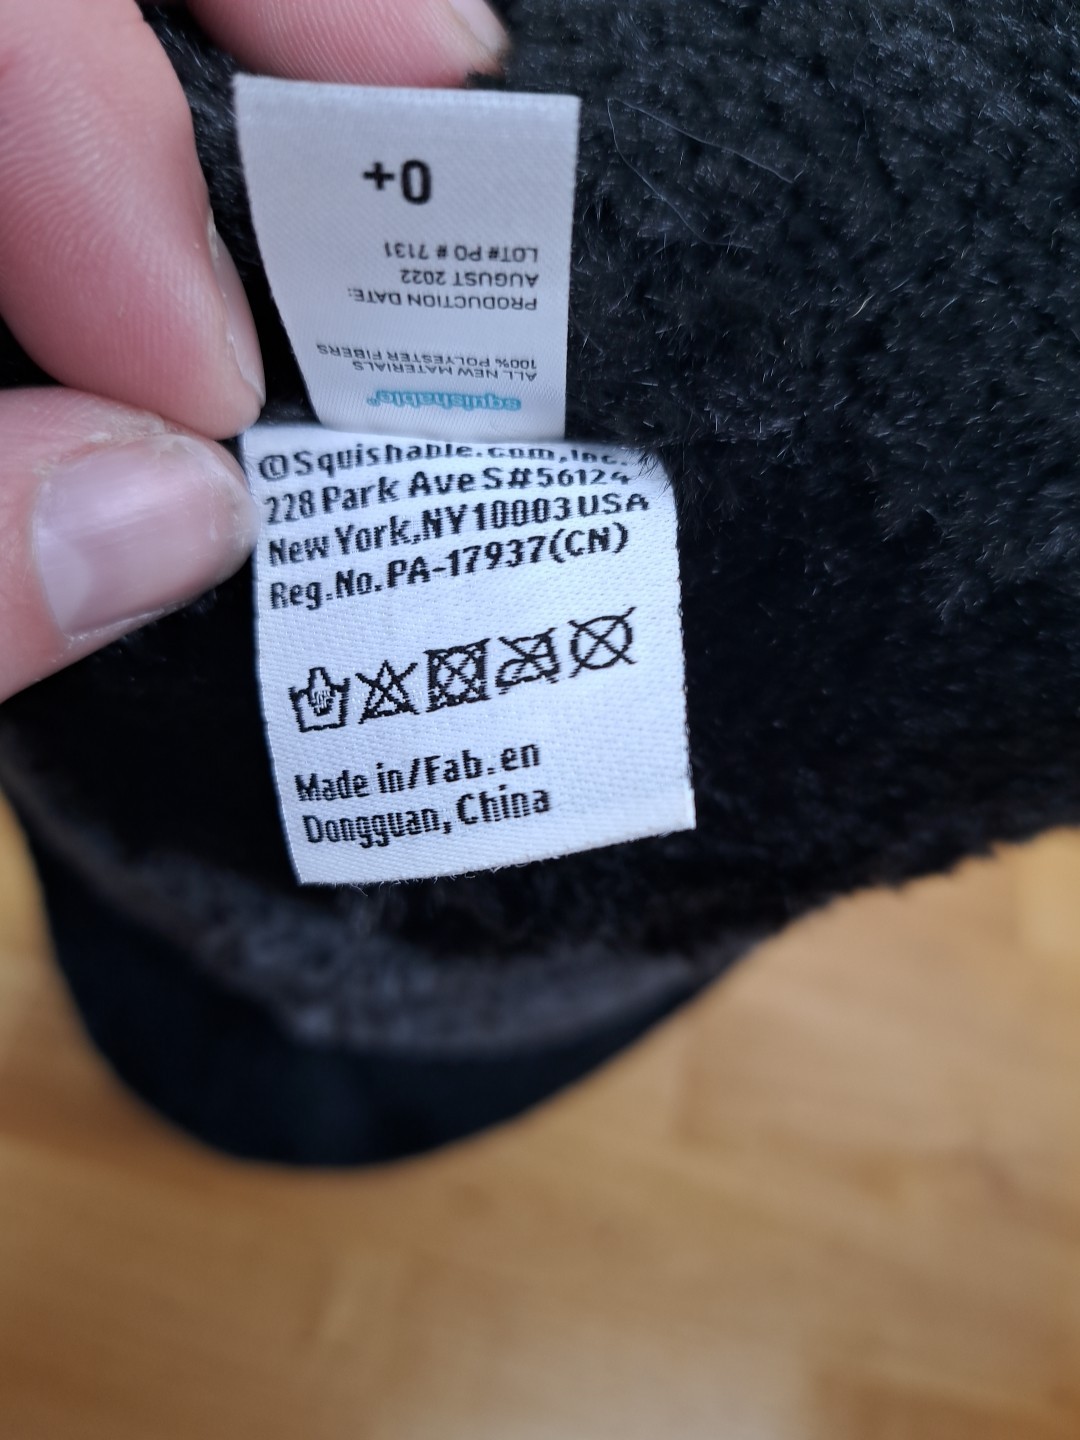 squishable®
ALL NEW MATERIALS
100% POLYESTER FIBERS
PRODUCTION DATE:
AUGUST 2022
LOT# PO # 7131
0+
©Squishable.com,Inc.
228 Park Ave S#56124
New York,NY10003USA
Reg.No.PA-17937(CN)
Made in/Fab.en
Dongguan, China